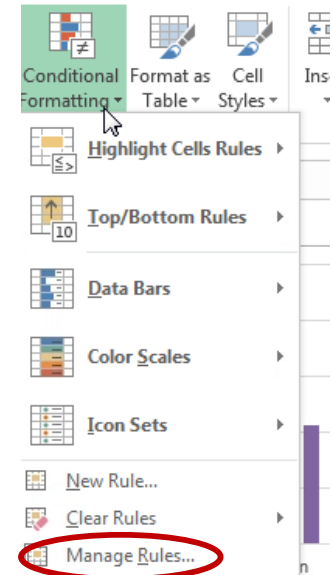 Conditional Format as Cell Ins
Formatting Table Styles
Highlight Cells Rules
Top/Bottom Rules
10
Data Bars
Color Scales
Icon Sets
New Rule...
Clear Rules
Manage Rules...
n